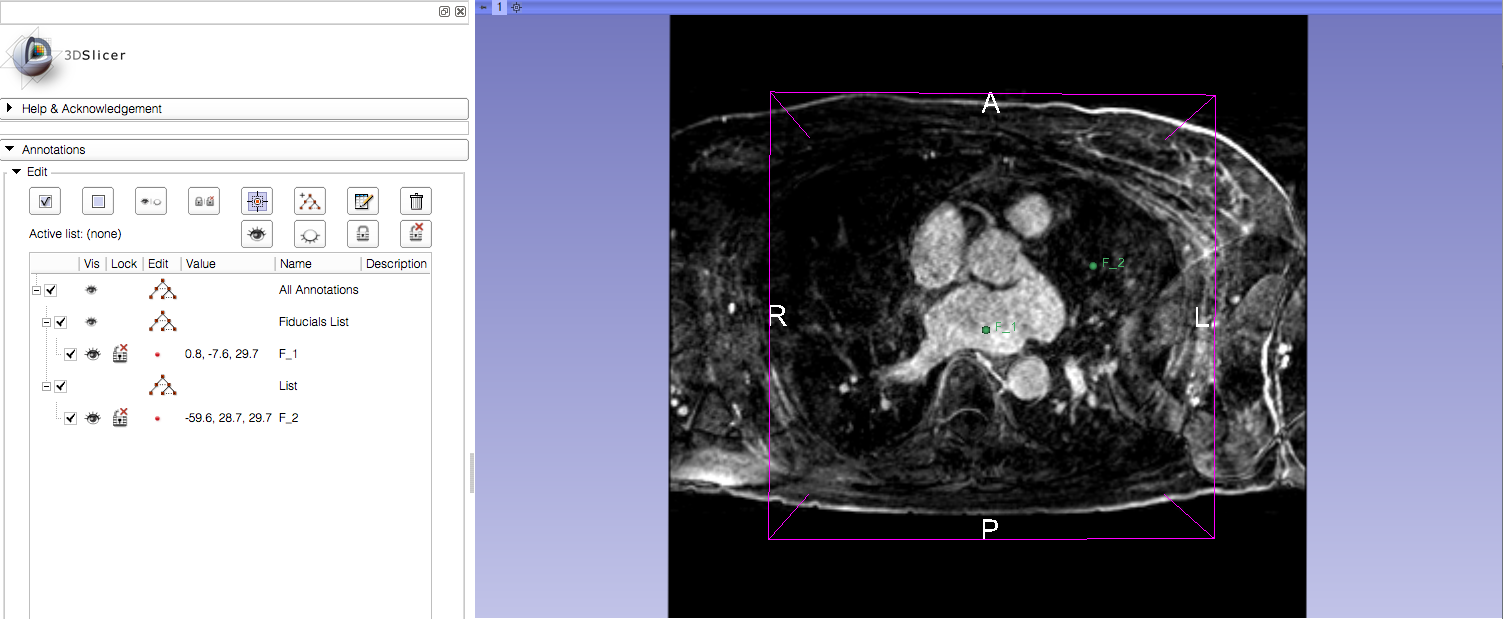 1
3DSlicer
Help & Acknowledgement
Annotations
Edit
Active list: (none)
Vis Lock Edit Value Name Description
All Annotations
Fiducials List
0.8, -7.6, 29.7 F_1
List
-59.6, 28.7, 29.7 F_2
A
F_2
R
L
F_1
P